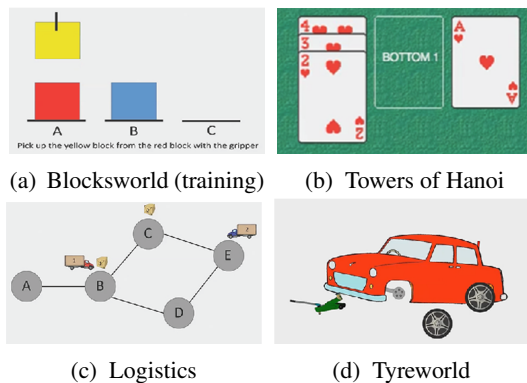 A B C
Pick up the yellow block from the red block with the gripper
(a) Blocksworld (training)
4
3
2
BOTTOM 1
A
A
2
(b) Towers of Hanoi
C
E
A
B
D
(c) Logistics
(d) Tyreworld